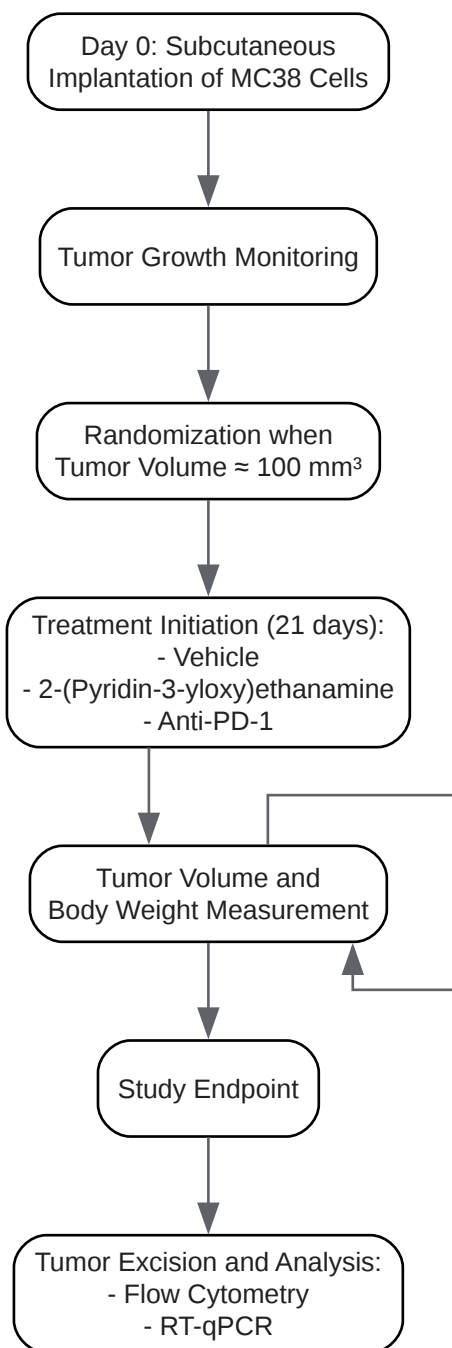 Day 0: Subcutaneous
Implantation of MC38 Cells
Tumor Growth Monitoring
Randomization when
Tumor Volume ≈ 100 mm³
Treatment Initiation (21 days):
- Vehicle
- 2-(Pyridin-3-yloxy)ethanamine
- Anti-PD-1
Tumor Volume and
Body Weight Measurement
Study Endpoint
Tumor Excision and Analysis:
- Flow Cytometry
- RT-qPCR